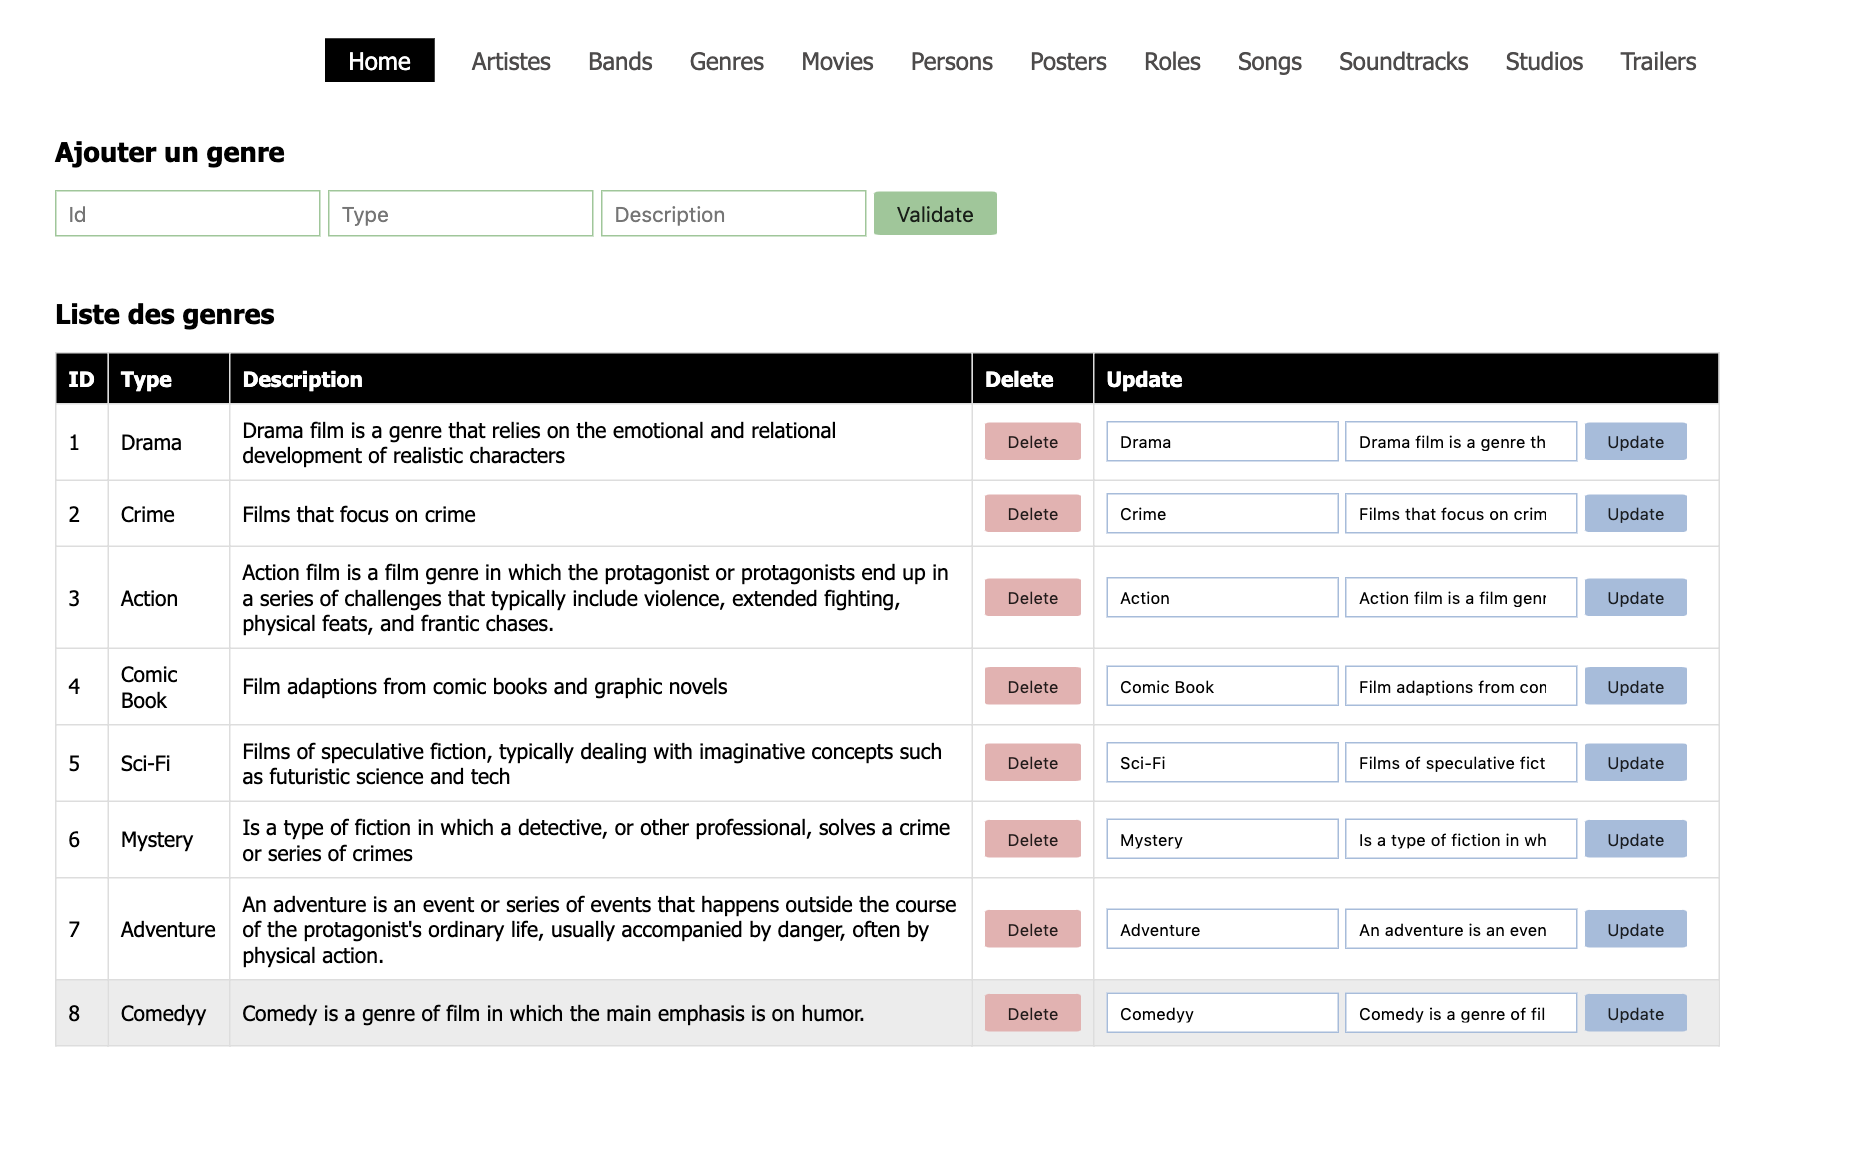 Home Artistes Bands Genres Movies Persons Posters Roles Songs Soundtracks Studios Trailers
Ajouter un genre
Id Type Description Validate
Liste des genres
ID Type Description Delete Update
1 Drama Drama film is a genre that relies on the emotional and relational
development of realistic characters Delete Drama Drama film is a genre th Update
2 Crime Films that focus on crime Delete Crime Films that focus on crim Update
3 Action Action film is a film genre in which the protagonist or protagonists end up in
a series of challenges that typically include violence, extended fighting,
physical feats, and frantic chases. Delete Action Action film is a film genr Update
4 Comic
Book Film adaptions from comic books and graphic novels Delete Comic Book Film adaptions from con Update
5 Sci-Fi Films of speculative fiction, typically dealing with imaginative concepts such
as futuristic science and tech Delete Sci-Fi Films of speculative fict Update
6 Mystery Is a type of fiction in which a detective, or other professional, solves a crime
or series of crimes Delete Mystery Is a type of fiction in wh Update
7 Adventure An adventure is an event or series of events that happens outside the course
of the protagonist's ordinary life, usually accompanied by danger, often by
physical action. Delete Adventure An adventure is an even Update
8 Comedyy Comedy is a genre of film in which the main emphasis is on humor. Delete Comedyy Comedy is a genre of fil Update